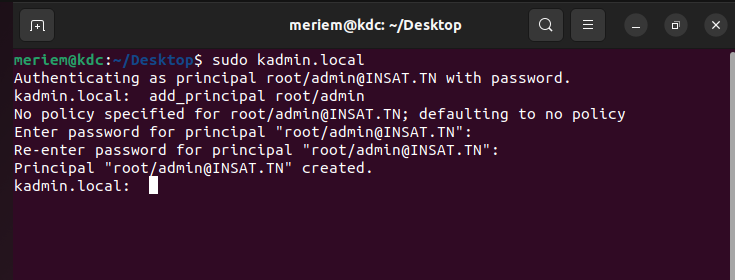 meriem@kdc: ~/Desktop
meriem@kdc:~/Desktop$ sudo kadmin.local
Authenticating as principal root/admin@INSAT.TN with password.
kadmin.local:  add_principal root/admin
No policy specified for root/admin@INSAT.TN; defaulting to no policy
Enter password for principal "root/admin@INSAT.TN":
Re-enter password for principal "root/admin@INSAT.TN":
Principal "root/admin@INSAT.TN" created.
kadmin.local: